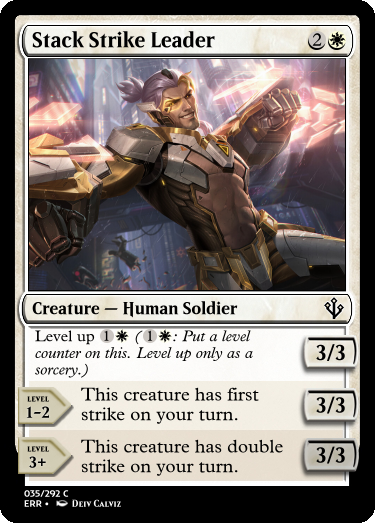 Stack Strike Leader 2
Creature — Human Soldier
Level up 1 ( 1 : Put a level
counter on this. Level up only as a
sorcery.)
3/3
LEVEL
1-2
This creature has first
strike on your turn.
3/3
LEVEL
3+
This creature has double
strike on your turn.
3/3
035/292 C
ERR • Deiv Calviz